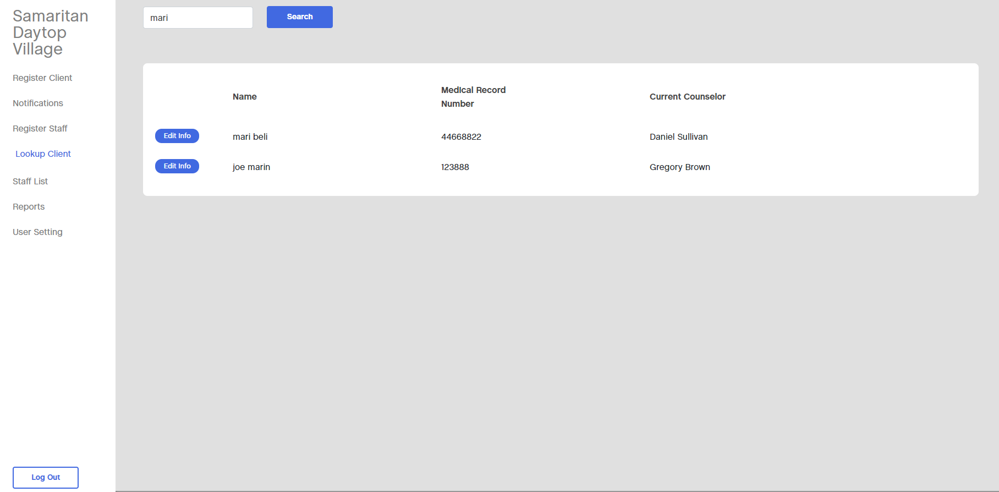 Samaritan
Daytop
Village
Register Client
Notifications
Register Staff
Lookup Client
Staff List
Reports
User Setting
Log Out
mari
Search
Name
Medical Record
Number
Current Counselor
Edit Info
mari beli
44668822
Daniel Sullivan
Edit Info
joe marin
123888
Gregory Brown